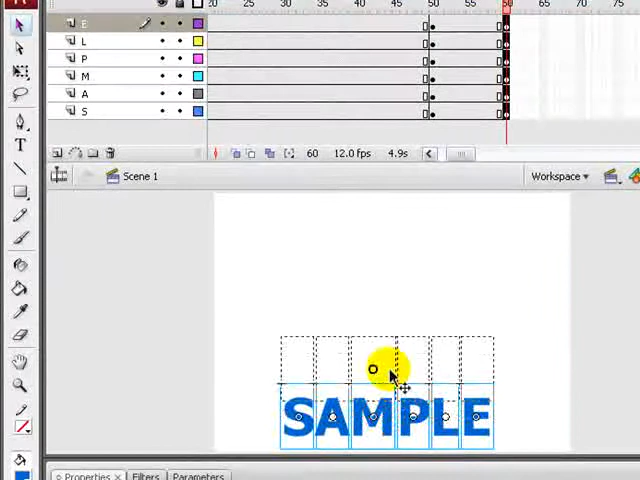 20 25 30 35 40 45 50 55 60 65 70 75
E
L
P
M
A
S
60 12.0 fps 4.9s
Scene 1 Workspace
SAMPLE
Properties × Filters Parameters